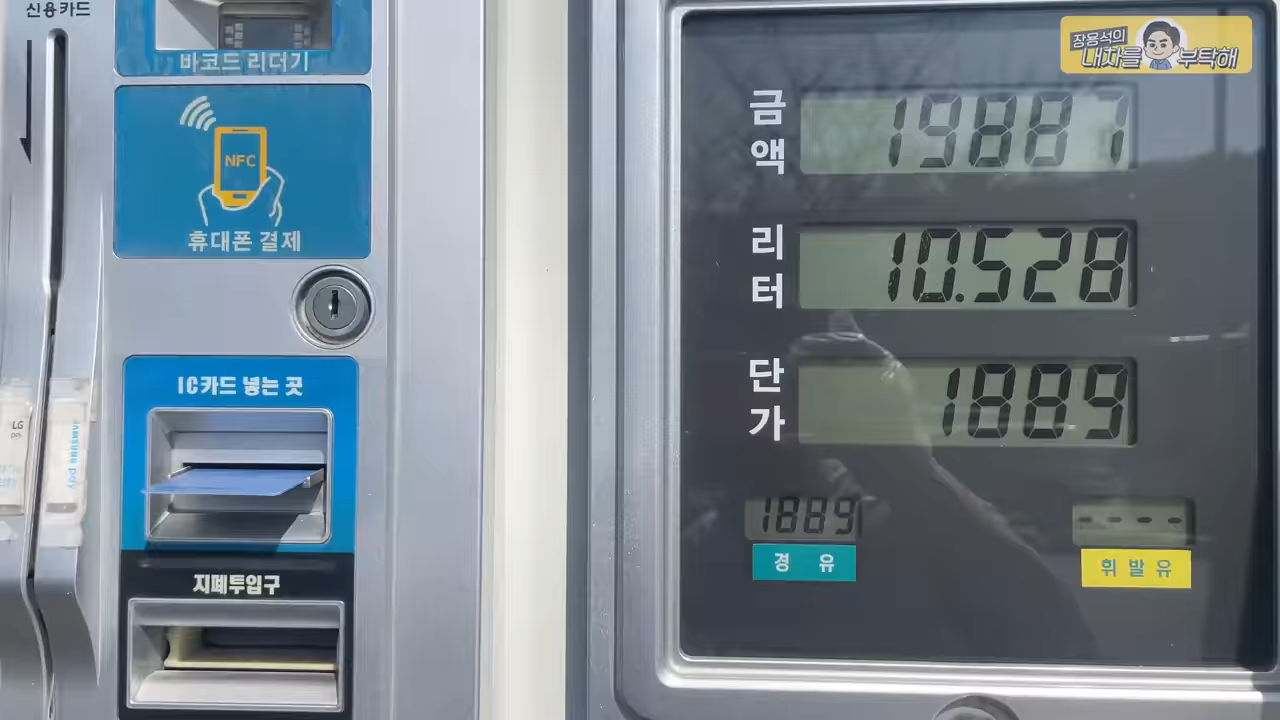 신용카드
바코드 리더기
NFC
휴대폰 결제
IC카드 넣는 곳
LG
SAMSUNG pay
지폐투입구
장용석의
내차를 부탁해
금액 19887
리터 10.528
단가 1889
1889
----
경유
휘발유